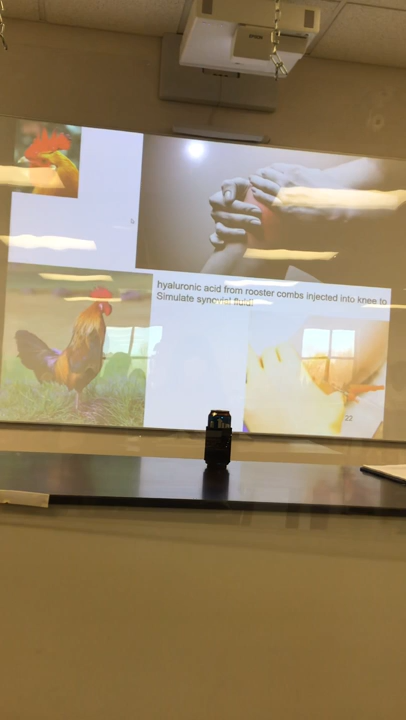 hyaluronic acid from rooster combs injected into knee to
Simulate synovial fluid!
22